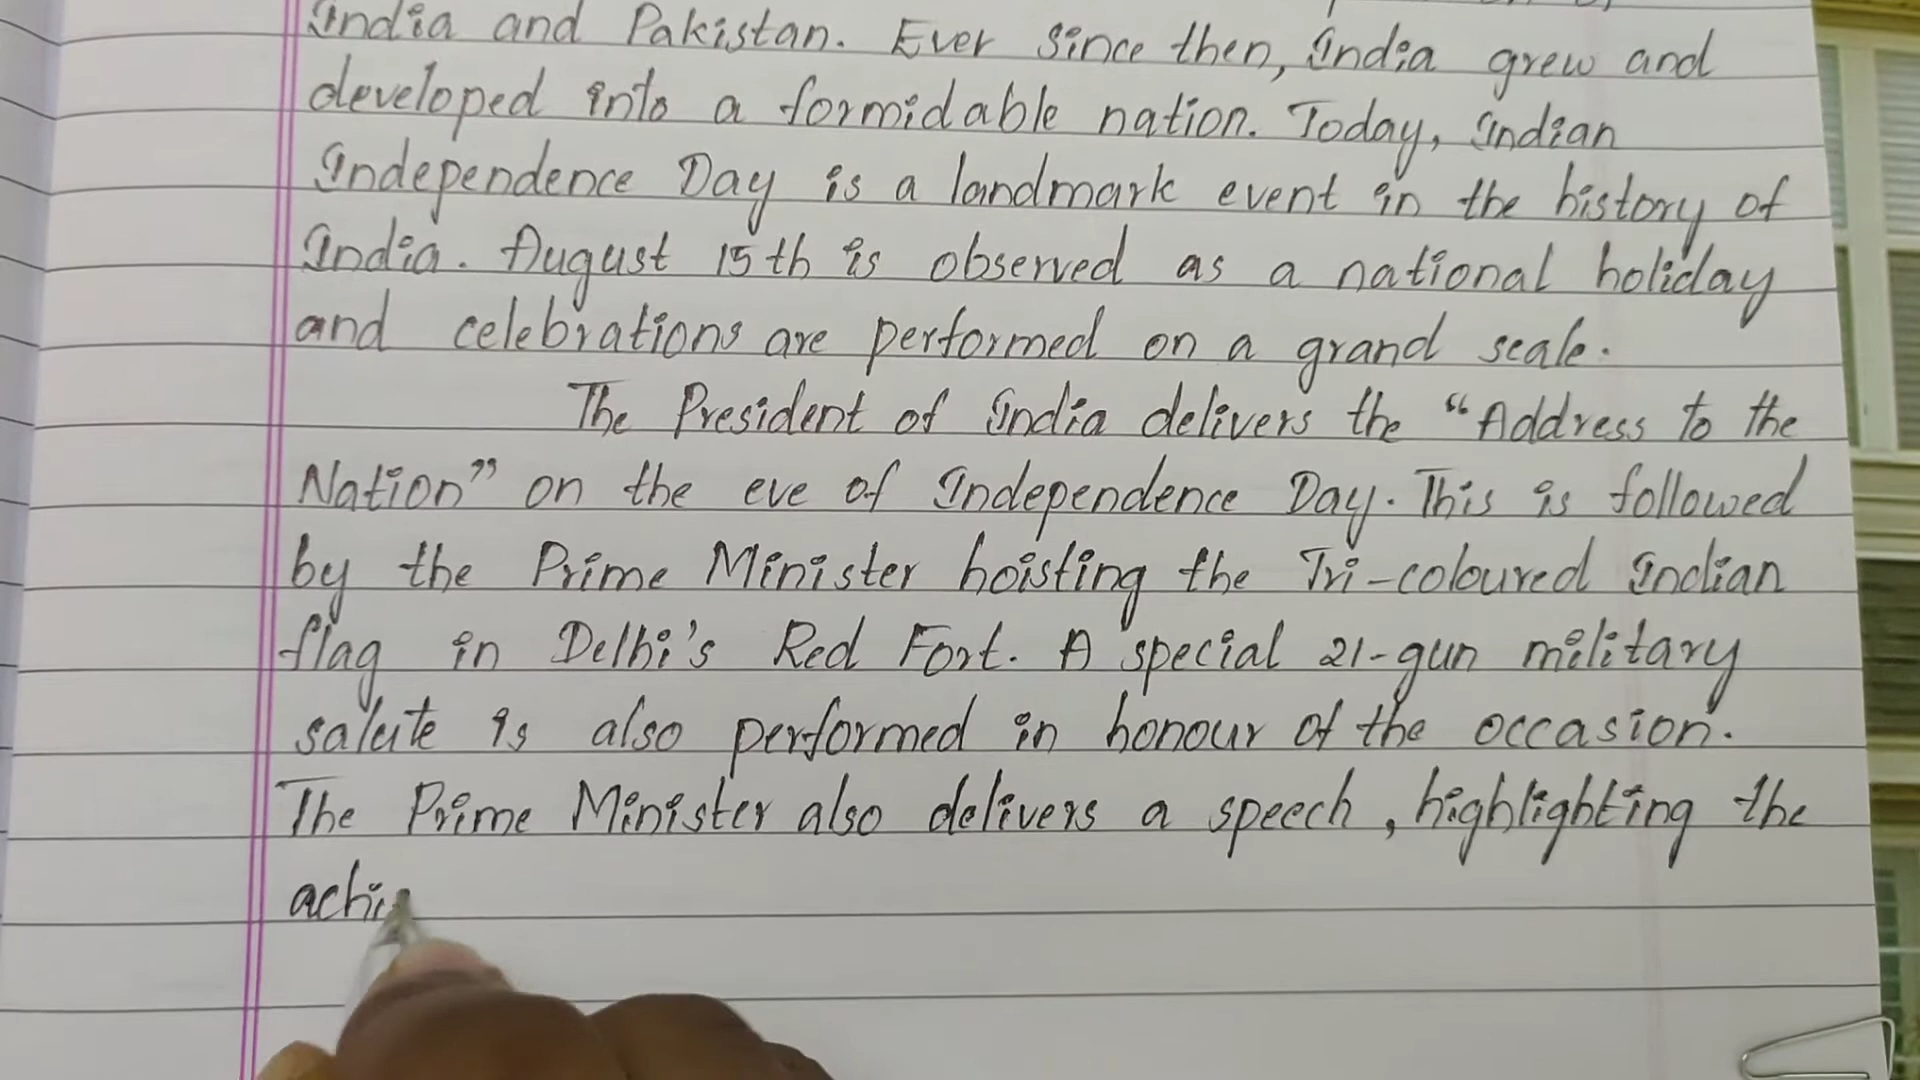 India and Pakistan. Ever since then, India grew and
developed into a formidable nation. Today, Indian
Independence Day is a landmark event in the history of
India. August 15th is observed as a national holiday
and celebrations are performed on a grand scale.
The President of India delivers the “Address to the
Nation” on the eve of Independence Day. This is followed
by the Prime Minister hoisting the Tri-coloured Indian
flag in Delhi's Red Fort. A special 21-gun military
salute is also performed in honour of the occasion.
The Prime Minister also delivers a speech, highlighting the
achi